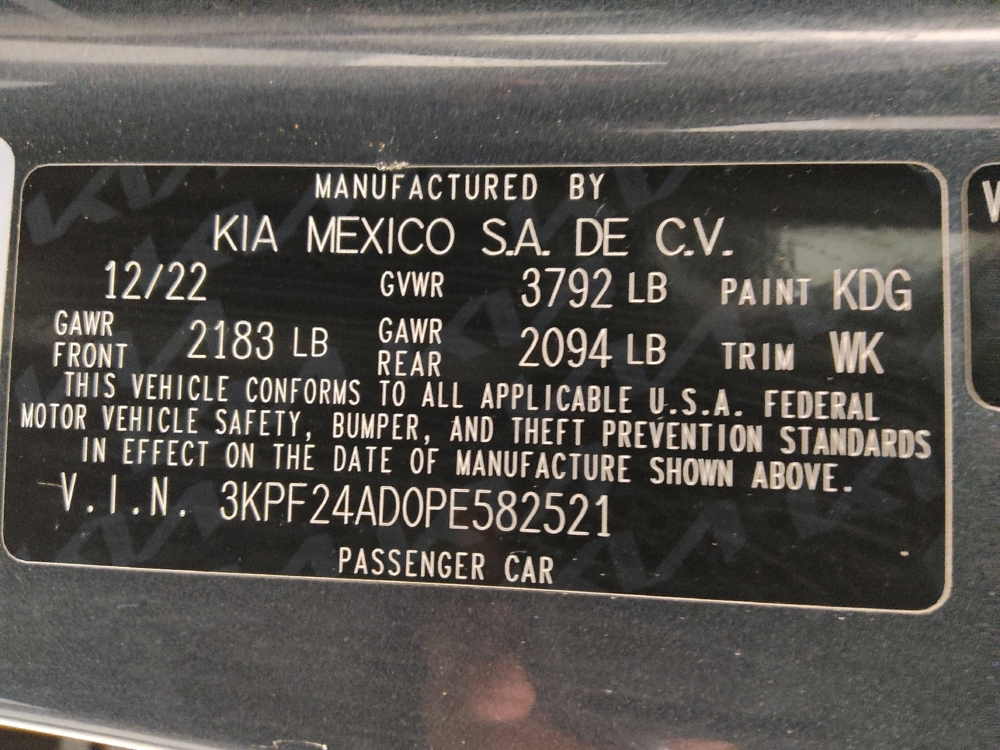 MANUFACTURED BY
KIA MEXICO S.A. DE C.V.
12/22 GVWR 3792 LB PAINT KDG
GAWR FRONT 2183 LB GAWR REAR 2094 LB TRIM WK
THIS VEHICLE CONFORMS TO ALL APPLICABLE U.S.A. FEDERAL
MOTOR VEHICLE SAFETY, BUMPER, AND THEFT PREVENTION STANDARDS
IN EFFECT ON THE DATE OF MANUFACTURE SHOWN ABOVE.
V.I.N. 3KPF24AD0PE582521
PASSENGER CAR